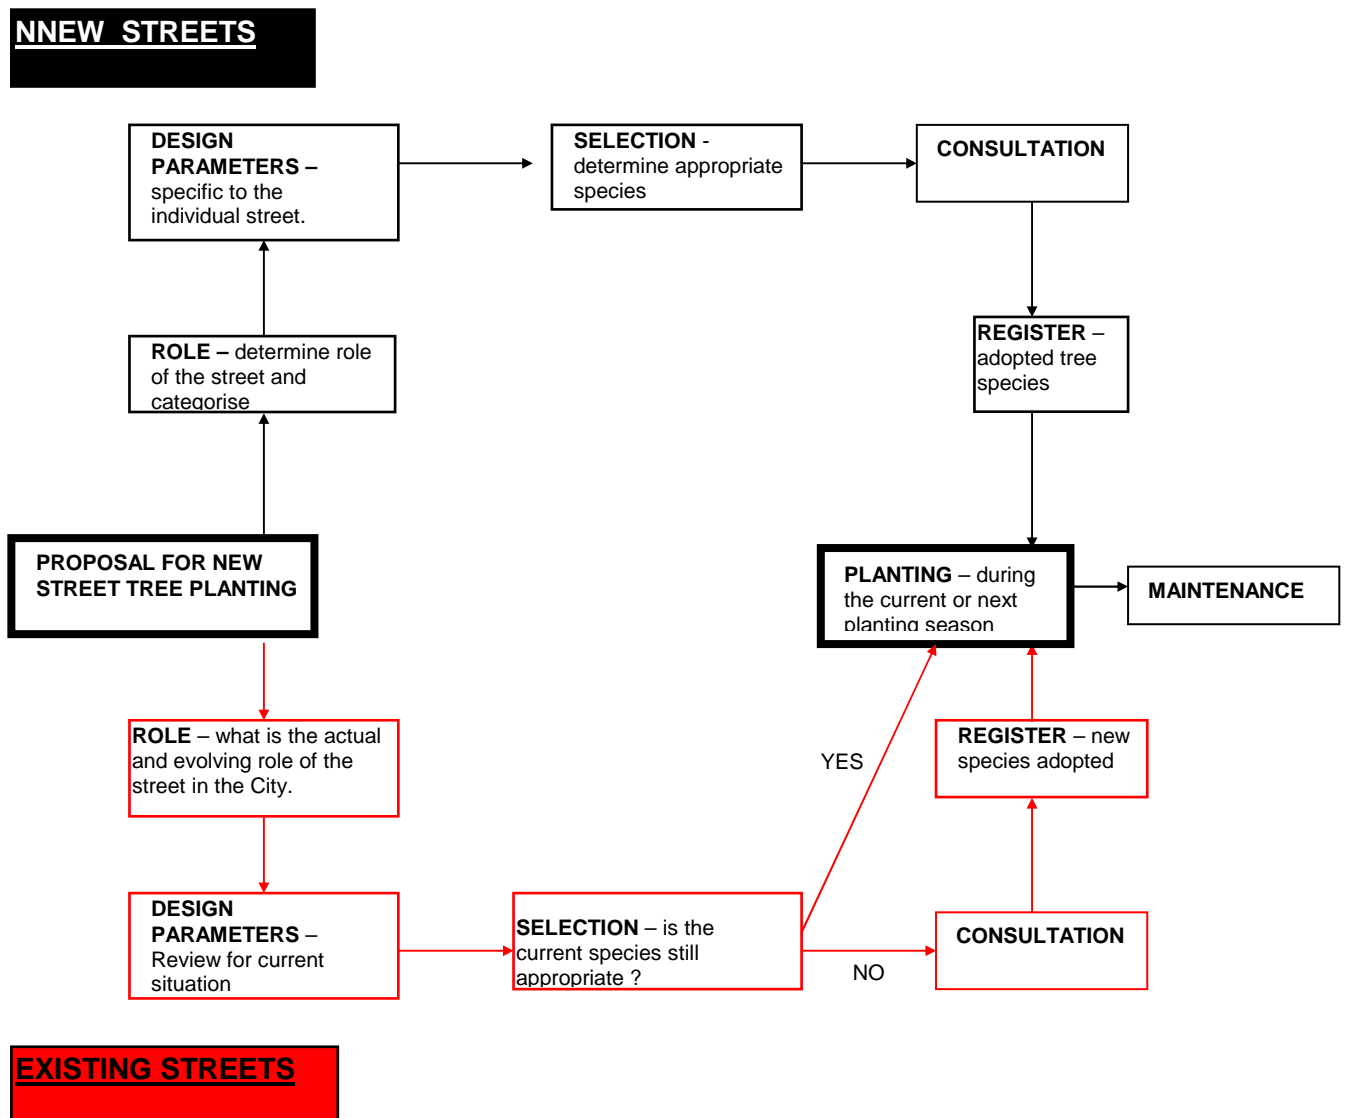 NNEW STREETS
DESIGN
PARAMETERS –
specific to the
individual street.
SELECTION -
determine appropriate
species
CONSULTATION
ROLE – determine role
of the street and
categorise
REGISTER –
adopted tree
species
PROPOSAL FOR NEW
STREET TREE PLANTING
PLANTING – during
the current or next
planting season
MAINTENANCE
ROLE – what is the actual
and evolving role of the
street in the City.
YES
REGISTER – new
species adopted
DESIGN
PARAMETERS –
Review for current
situation
SELECTION – is the
current species still
appropriate ?
NO
CONSULTATION
EXISTING STREETS